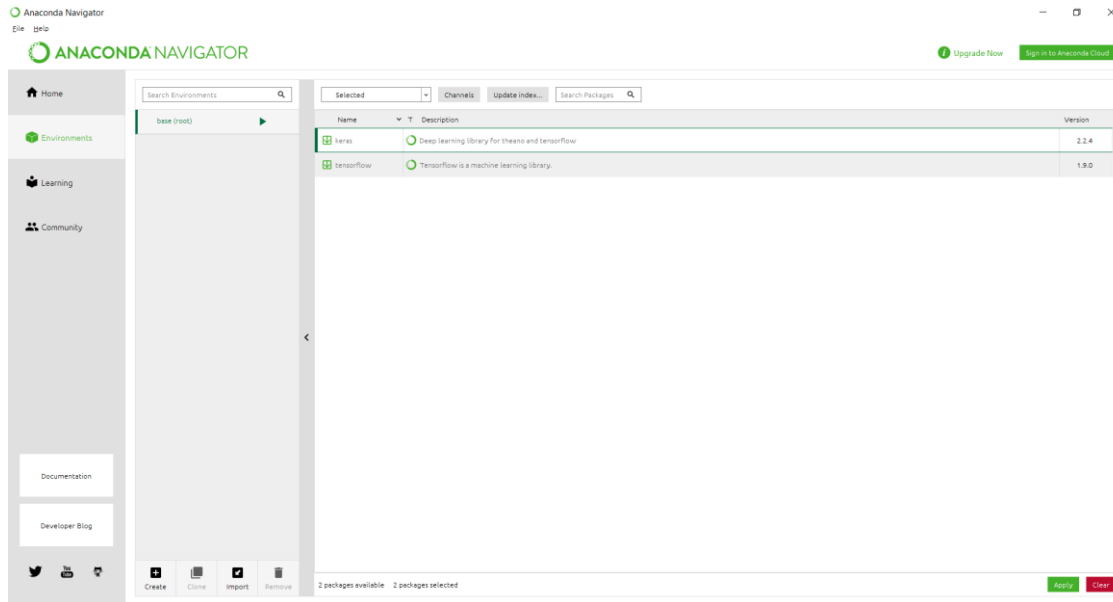 Anaconda Navigator
File Help
ANACONDA NAVIGATOR
Upgrade Now
Sign in to Anaconda Cloud
Home
Environments
Learning
Community
Documentation
Developer Blog
Search Environments
base (root)
Create Clone Import Remove
Selected Channels Update index... Search Packages
Name T Description Version
keras Deep learning library for theano and tensorflow 2.2.4
tensorflow Tensorflow is a machine learning library. 1.9.0
2 packages available 2 packages selected
Apply Clear